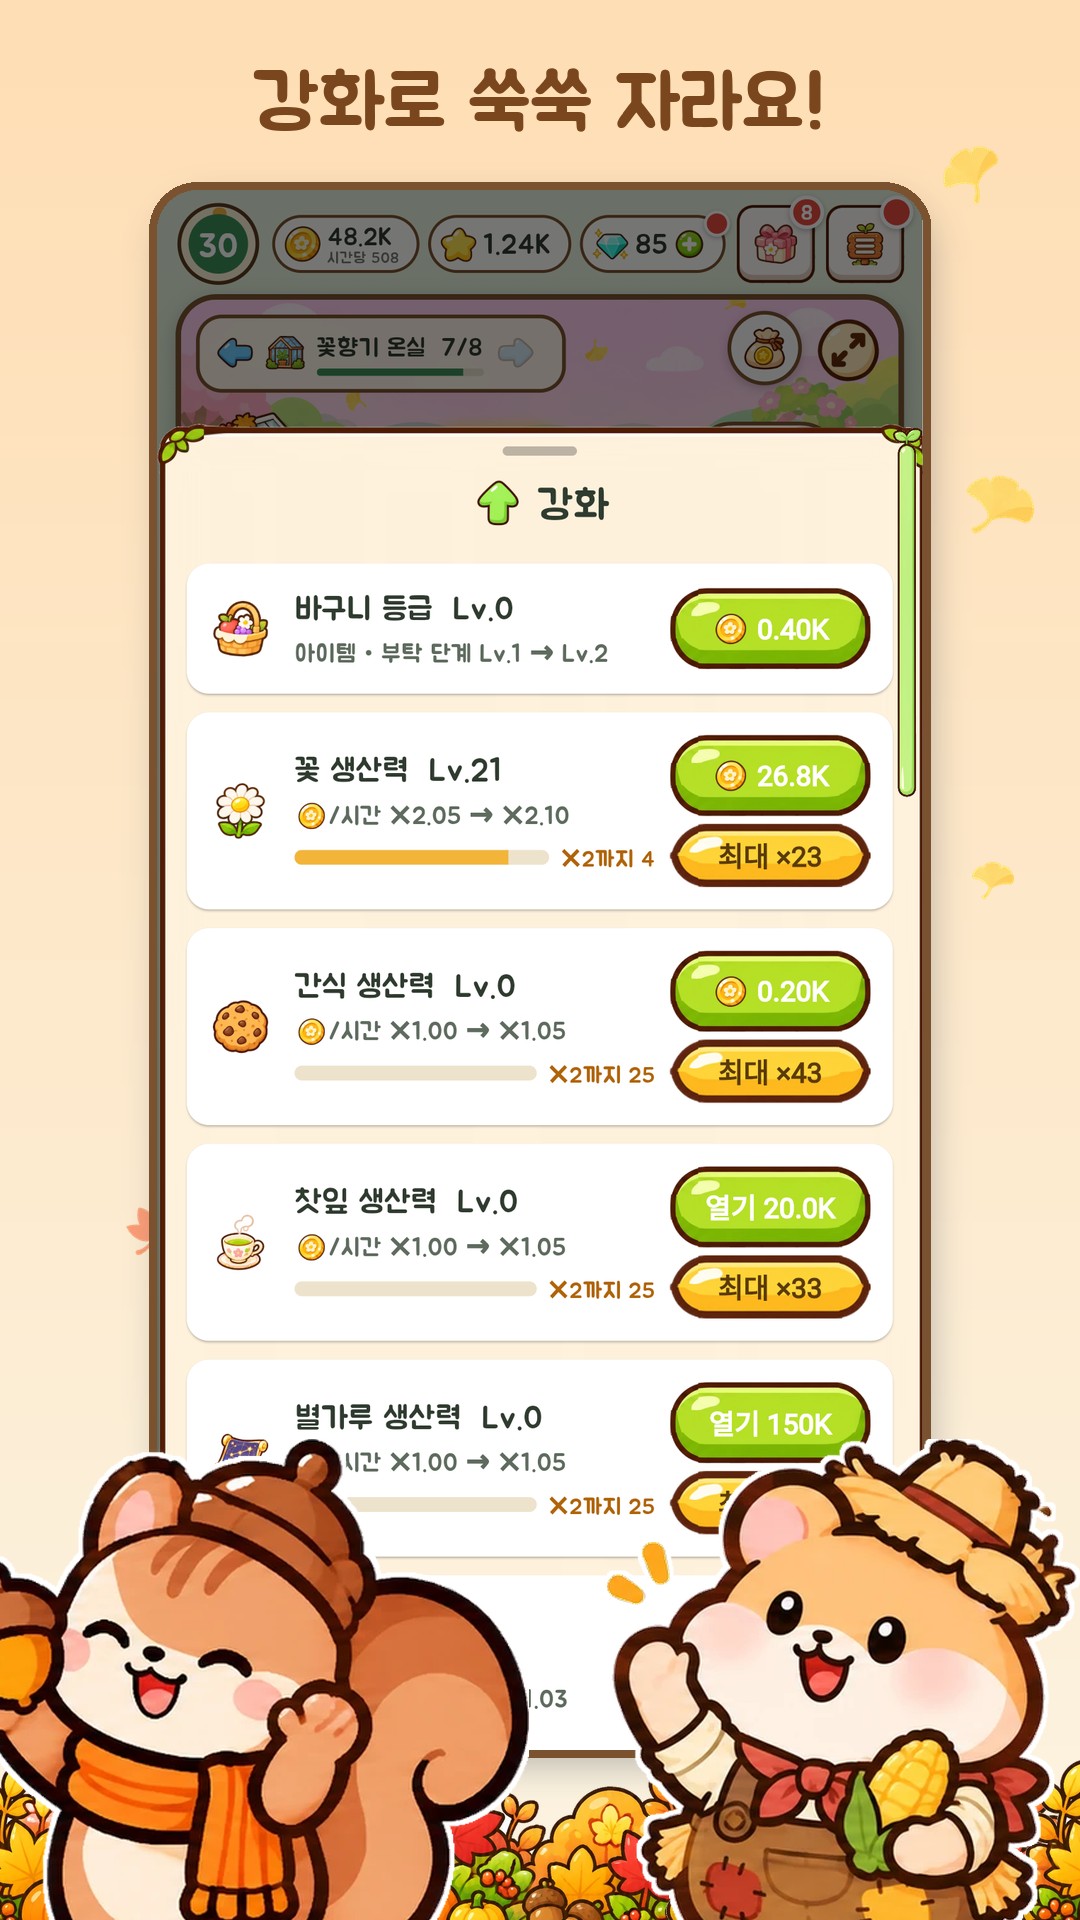 강화로 쑥쑥 자라요!
30
48.2K
시간당 508
1.24K
85
8
꽃향기 온실 7/8
강화
바구니 등급 Lv.0
아이템 • 부탁 단계 Lv.1 → Lv.2
0.40K
꽃 생산력 Lv.21
/시간 ×2.05 → ×2.10
×2까지 4
26.8K
최대 ×23
간식 생산력 Lv.0
/시간 ×1.00 → ×1.05
×2까지 25
0.20K
최대 ×43
찻잎 생산력 Lv.0
/시간 ×1.00 → ×1.05
×2까지 25
열기 20.0K
최대 ×33
별가루 생산력 Lv.0
시간 ×1.00 → ×1.05
×2까지 25
열기 150K